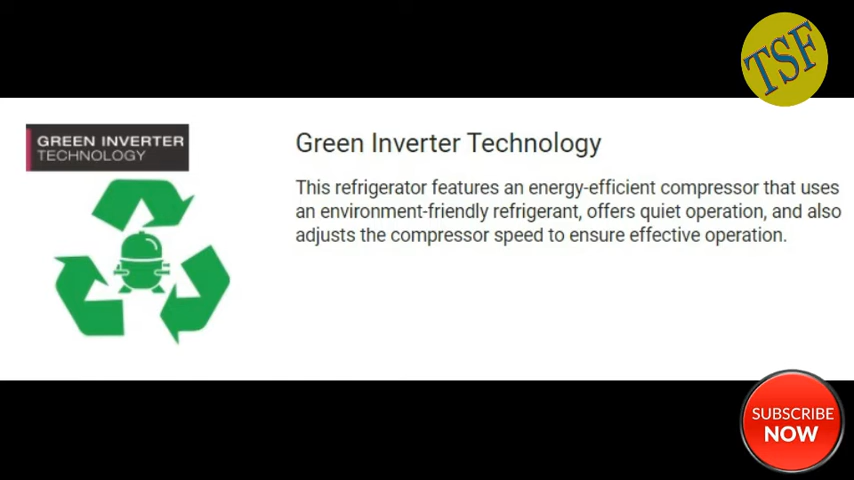 TSF
GREEN INVERTER
TECHNOLOGY
Green Inverter Technology
This refrigerator features an energy-efficient compressor that uses
an environment-friendly refrigerant, offers quiet operation, and also
adjusts the compressor speed to ensure effective operation.
SUBSCRIBE
NOW